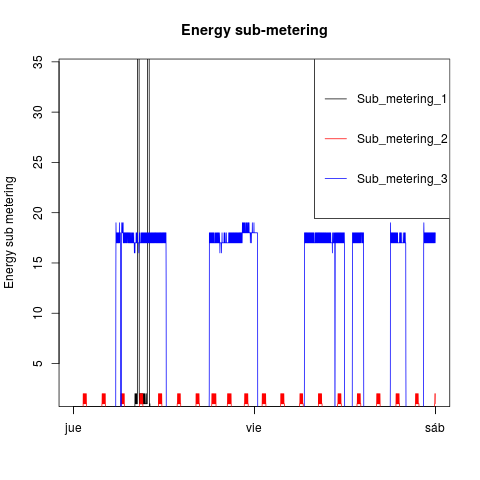 Energy sub-metering
Energy sub metering
35
30
25
20
15
10
5
Sub_metering_1
Sub_metering_2
Sub_metering_3
jue
vie
sáb